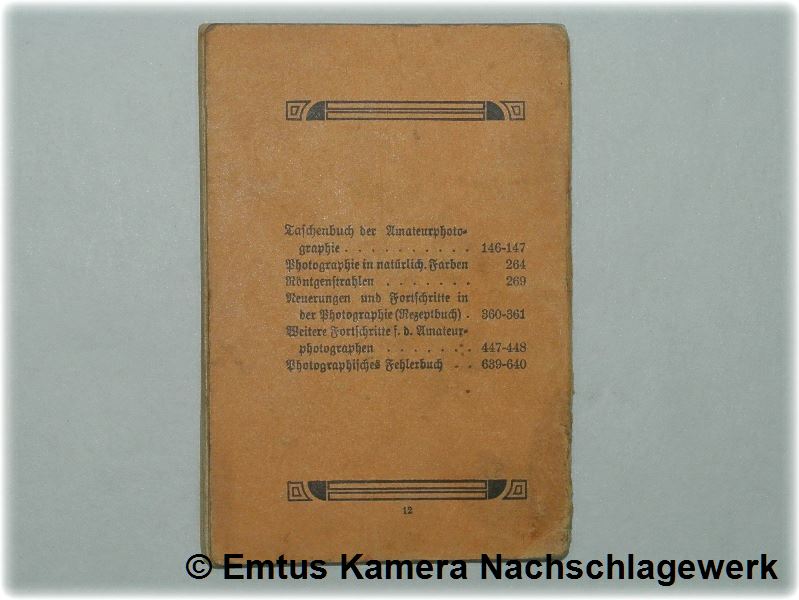 Taschenbuch der Amateurphoto-
graphie . . . . . . . . . . 146-147
Photographie in natürlich. Farben 264
Röntgenstrahlen . . . . . . . 269
Neuerungen und Fortschritte in
der Photographie (Rezeptbuch) . 360-361
Weitere Fortschritte f. d. Amateur-
photographen . . . . . . . 447-448
Photographisches Fehlerbuch . . 639-640
12
© Emtus Kamera Nachschlagewerk